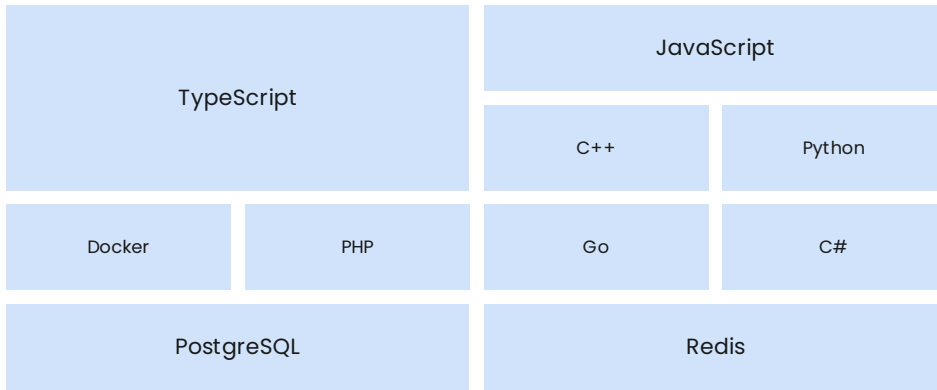 TypeScript
JavaScript
C++
Python
Docker
PHP
Go
C#
PostgreSQL
Redis